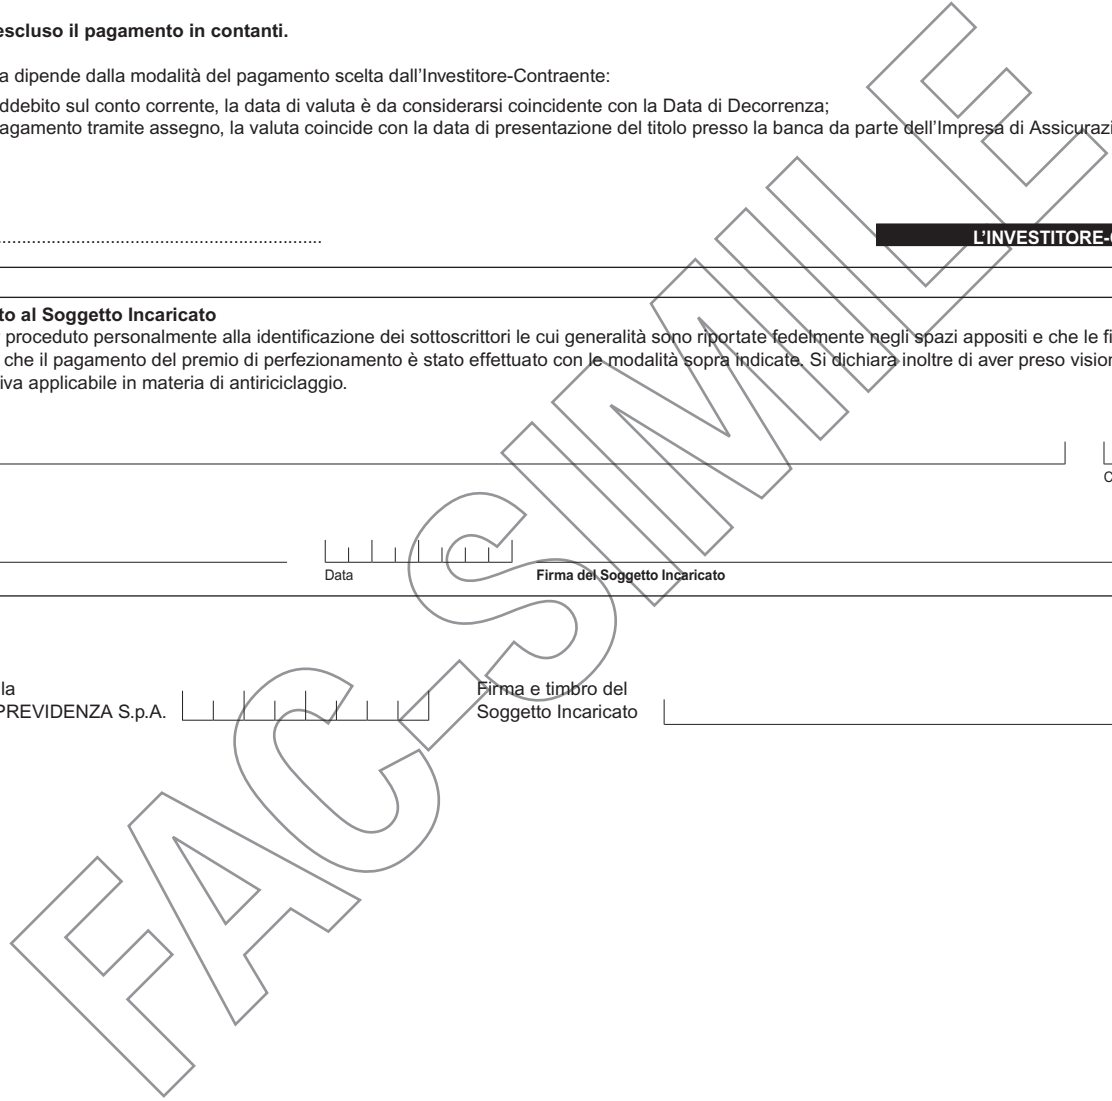 escluso il pagamento in contanti.
a dipende dalla modalità del pagamento scelta dall'Investitore-Contraente:
ddebito sul conto corrente, la data di valuta è da considerarsi coincidente con la Data di Decorrenza;
agamento tramite assegno, la valuta coincide con la data di presentazione del titolo presso la banca da parte dell'Impresa di Assicurazi
......................................................................
L'INVESTITORE-
to al Soggetto Incaricato
proceduto personalmente alla identificazione dei sottoscrittori le cui generalità sono riportate fedelmente negli spazi appositi e che le fi
che il pagamento del premio di perfezionamento è stato effettuato con le modalità sopra indicate. Si dichiara inoltre di aver preso vision
iva applicabile in materia di antiriciclaggio.
C
Data
Firma del Soggetto Incaricato
la
PREVIDENZA S.p.A.
Firma e timbro del
Soggetto Incaricato
FAC-SIMILE